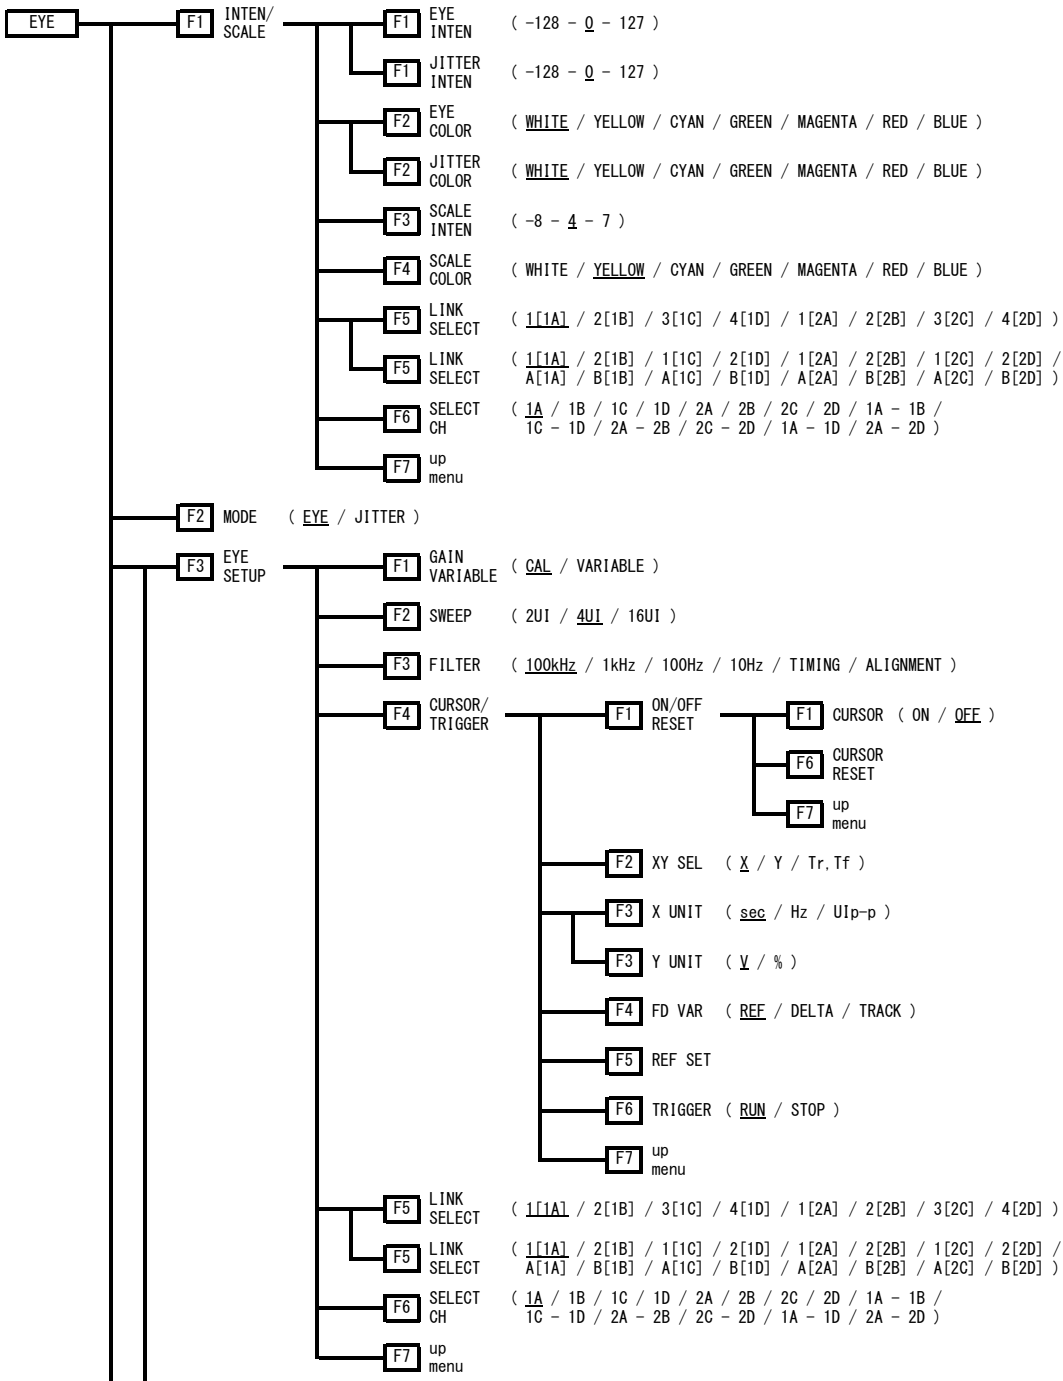 EYE
F1 INTEN/
SCALE
F1 EYE
INTEN ( -128 - 0 - 127 )
F1 JITTER
INTEN ( -128 - 0 - 127 )
F2 EYE
COLOR ( WHITE / YELLOW / CYAN / GREEN / MAGENTA / RED / BLUE )
F2 JITTER
COLOR ( WHITE / YELLOW / CYAN / GREEN / MAGENTA / RED / BLUE )
F3 SCALE
INTEN ( -8 - 4 - 7 )
F4 SCALE
COLOR ( WHITE / YELLOW / CYAN / GREEN / MAGENTA / RED / BLUE )
F5 LINK
SELECT ( 1[1A] / 2[1B] / 3[1C] / 4[1D] / 1[2A] / 2[2B] / 3[2C] / 4[2D] )
F5 LINK
SELECT ( 1[1A] / 2[1B] / 1[1C] / 2[1D] / 1[2A] / 2[2B] / 1[2C] / 2[2D] /
A[1A] / B[1B] / A[1C] / B[1D] / A[2A] / B[2B] / A[2C] / B[2D] )
F6 SELECT
CH ( 1A / 1B / 1C / 1D / 2A / 2B / 2C / 2D / 1A - 1B /
1C - 1D / 2A - 2B / 2C - 2D / 1A - 1D / 2A - 2D )
F7 up
menu
F2 MODE ( EYE / JITTER )
F3 EYE
SETUP
F1 GAIN
VARIABLE ( CAL / VARIABLE )
F2 SWEEP ( 2UI / 4UI / 16UI )
F3 FILTER ( 100kHz / 1kHz / 100Hz / 10Hz / TIMING / ALIGNMENT )
F4 CURSOR/
TRIGGER
F1 ON/OFF
RESET
F1 CURSOR ( ON / OFF )
F6 CURSOR
RESET
F7 up
menu
F2 XY SEL ( X / Y / Tr,Tf )
F3 X UNIT ( sec / Hz / UIp-p )
F3 Y UNIT ( V / % )
F4 FD VAR ( REF / DELTA / TRACK )
F5 REF SET
F6 TRIGGER ( RUN / STOP )
F7 up
menu
F5 LINK
SELECT ( 1[1A] / 2[1B] / 3[1C] / 4[1D] / 1[2A] / 2[2B] / 3[2C] / 4[2D] )
F5 LINK
SELECT ( 1[1A] / 2[1B] / 1[1C] / 2[1D] / 1[2A] / 2[2B] / 1[2C] / 2[2D] /
A[1A] / B[1B] / A[1C] / B[1D] / A[2A] / B[2B] / A[2C] / B[2D] )
F6 SELECT
CH ( 1A / 1B / 1C / 1D / 2A / 2B / 2C / 2D / 1A - 1B /
1C - 1D / 2A - 2B / 2C - 2D / 1A - 1D / 2A - 2D )
F7 up
menu